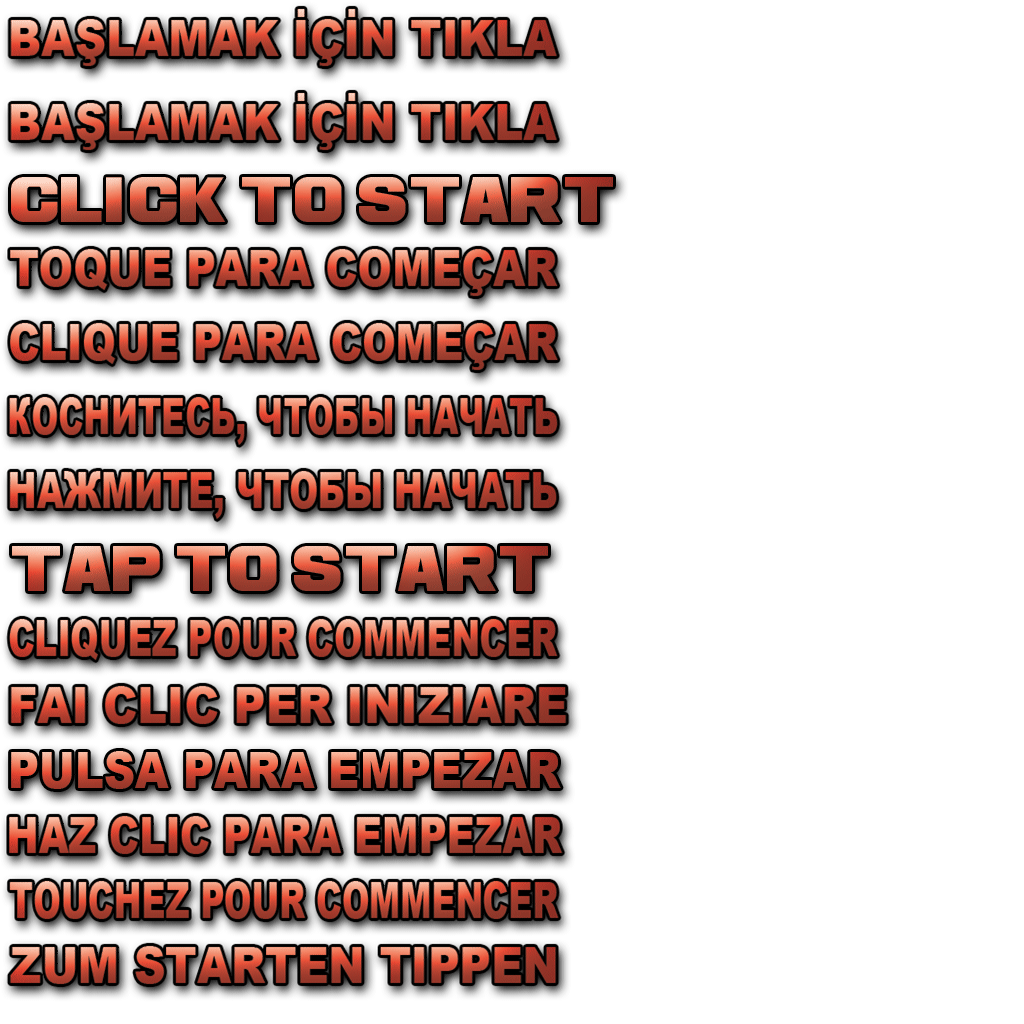 BAŞLAMAK İÇİN TIKLA
BAŞLAMAK İÇİN TIKLA
CLICK TO START
TOQUE PARA COMEÇAR
CLIQUE PARA COMEÇAR
КОСНИТЕСЬ, ЧТОБЫ НАЧАТЬ
НАЖМИТЕ, ЧТОБЫ НАЧАТЬ
TAP TO START
CLIQUEZ POUR COMMENCER
FAI CLIC PER INIZIARE
PULSA PARA EMPEZAR
HAZ CLIC PARA EMPEZAR
TOUCHEZ POUR COMMENCER
ZUM STARTEN TIPPEN